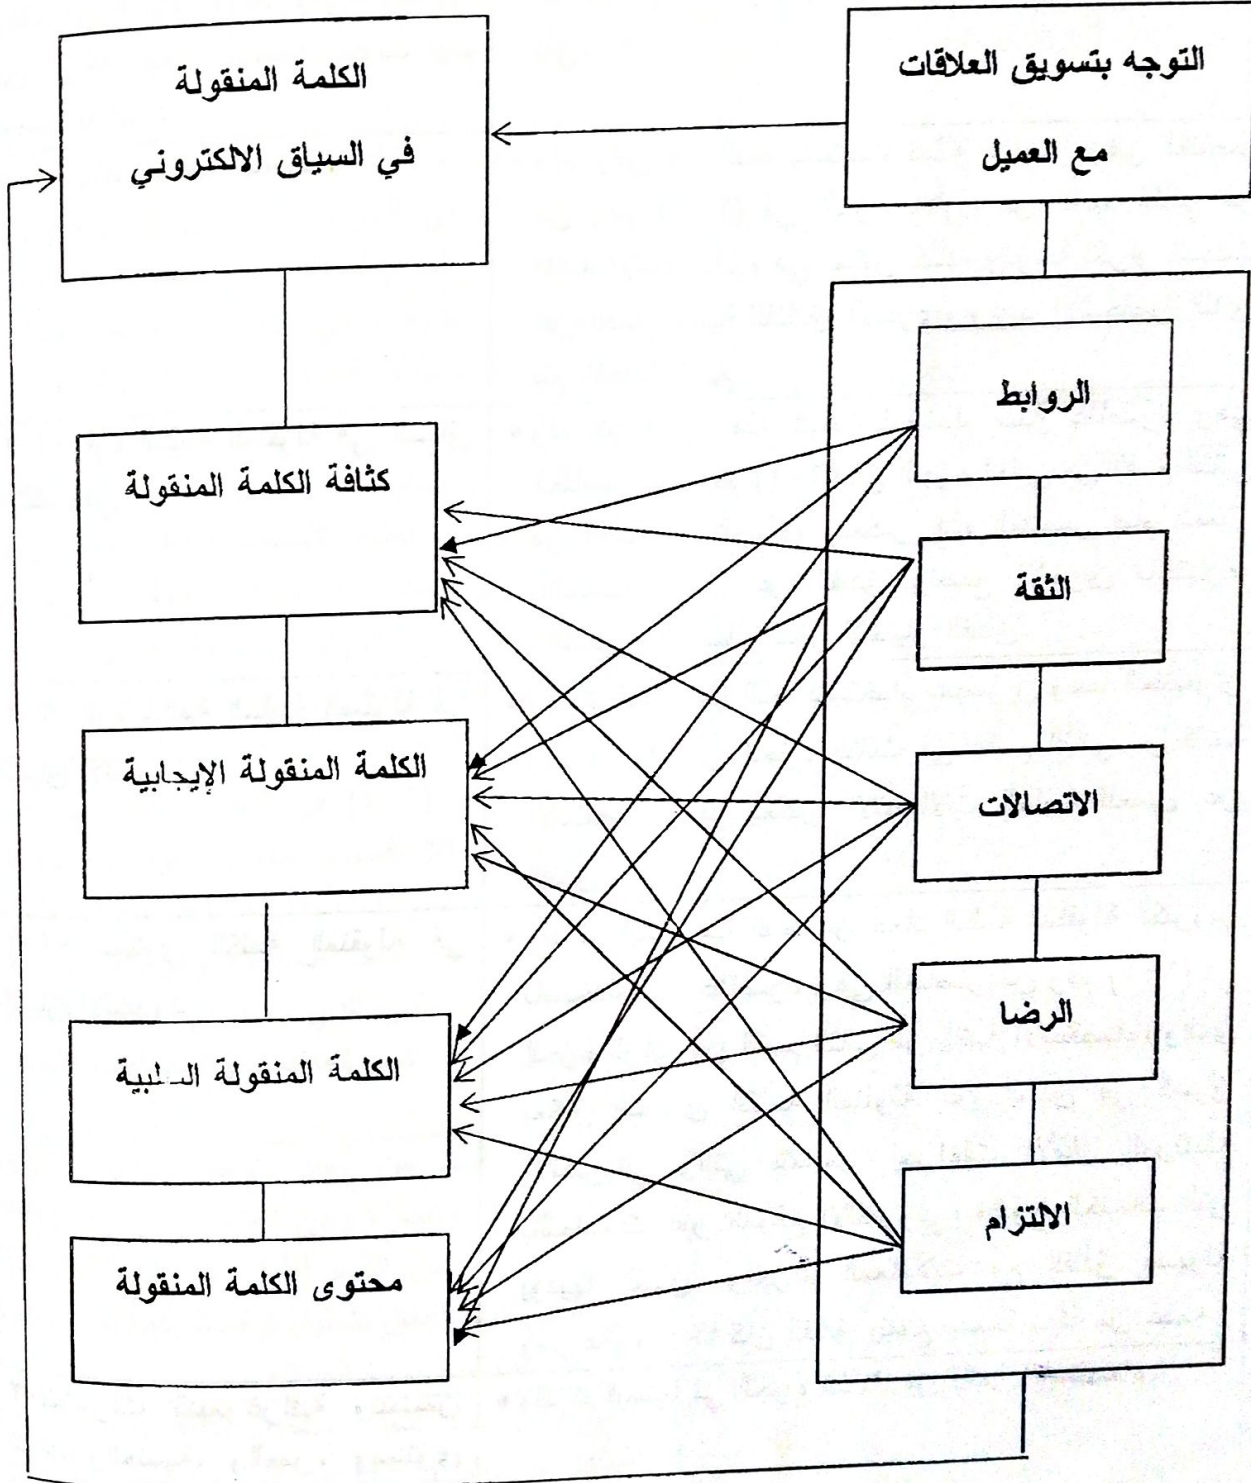 التوجه بتسويق العلاقات
مع العميل
الكلمة المنقولة
في السياق الالكتروني
الروابط
الثقة
الاتصالات
الرضا
الالتزام
كثافة الكلمة المنقولة
الكلمة المنقولة الإيجابية
الكلمة المنقولة السلبية
محتوى الكلمة المنقولة